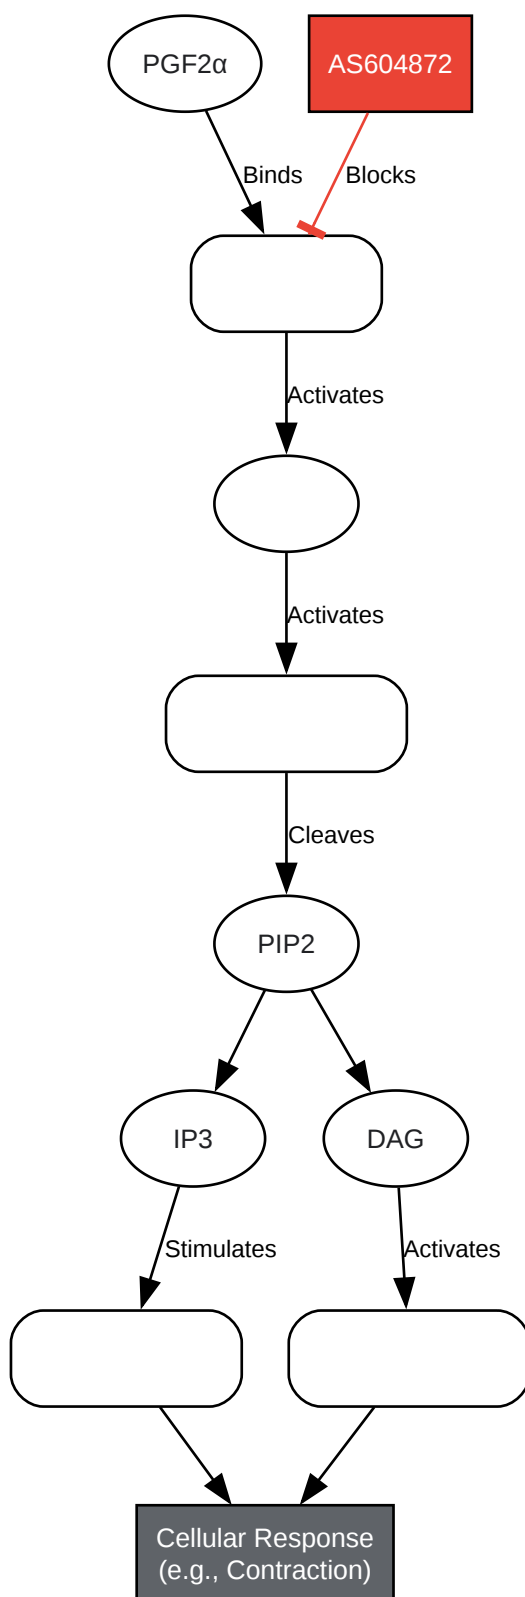 PGF2α
AS604872
Binds
Blocks
Activates
Activates
Cleaves
PIP2
IP3
DAG
Stimulates
Activates
Cellular Response
(e.g., Contraction)